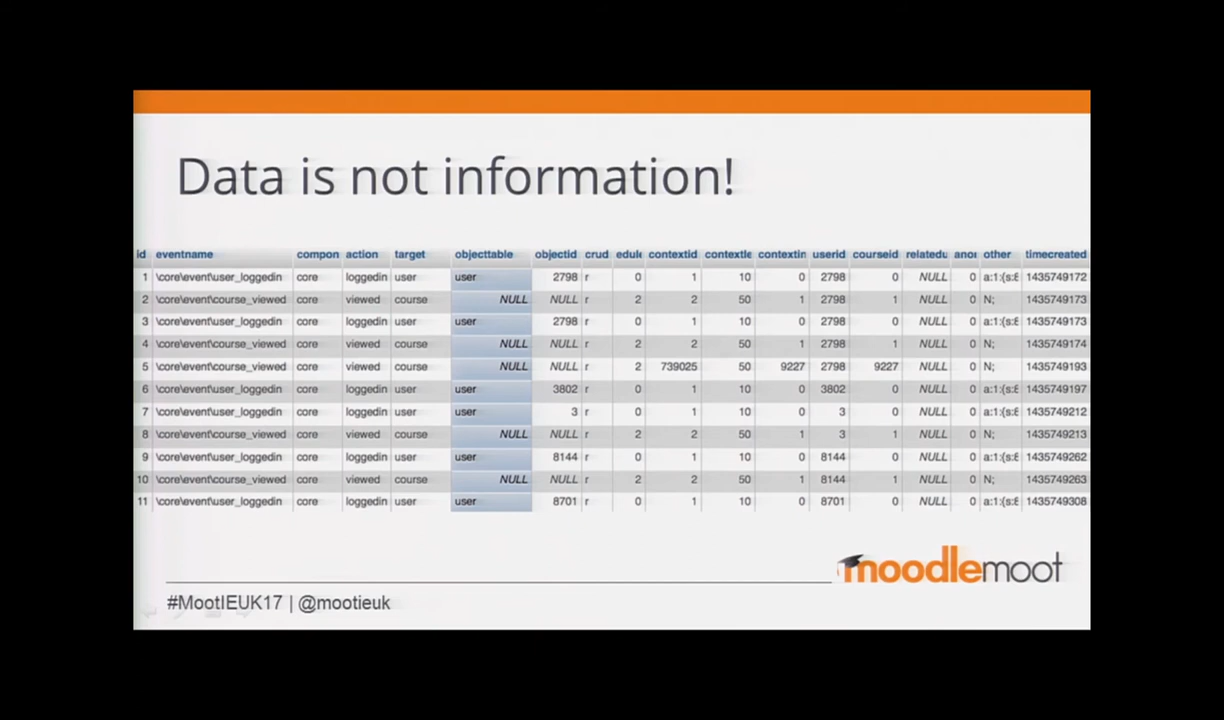 Data is not information!
id eventname compon action target objecttable objectid crud edule contextid contextle contextin userid courseid relatedu anor other timecreated
1 \core\event\user_loggedin core loggedin user user 2798 r 0 1 10 0 2798 0 NULL 0 a:1:{s:8 1435749172
2 \core\event\course_viewed core viewed course NULL NULL r 2 2 50 1 2798 1 NULL 0 N; 1435749173
3 \core\event\user_loggedin core loggedin user user 2798 r 0 1 10 0 2798 0 NULL 0 a:1:{s:8 1435749173
4 \core\event\course_viewed core viewed course NULL NULL r 2 2 50 1 2798 1 NULL 0 N; 1435749174
5 \core\event\course_viewed core viewed course NULL NULL r 2 739025 50 9227 2798 9227 NULL 0 N; 1435749193
6 \core\event\user_loggedin core loggedin user user 3802 r 0 1 10 0 3802 0 NULL 0 a:1:{s:8 1435749197
7 \core\event\user_loggedin core loggedin user user 3 r 0 1 10 0 3 0 NULL 0 a:1:{s:8 1435749212
8 \core\event\course_viewed core viewed course NULL NULL r 2 2 50 1 3 1 NULL 0 N; 1435749213
9 \core\event\user_loggedin core loggedin user user 8144 r 0 1 10 0 8144 0 NULL 0 a:1:{s:8 1435749262
10 \core\event\course_viewed core viewed course NULL NULL r 2 2 50 1 8144 1 NULL 0 N; 1435749263
11 \core\event\user_loggedin core loggedin user user 8701 r 0 1 10 0 8701 0 NULL 0 a:1:{s:8 1435749308
moodlemoot
#MootIEUK17 | @mootieuk